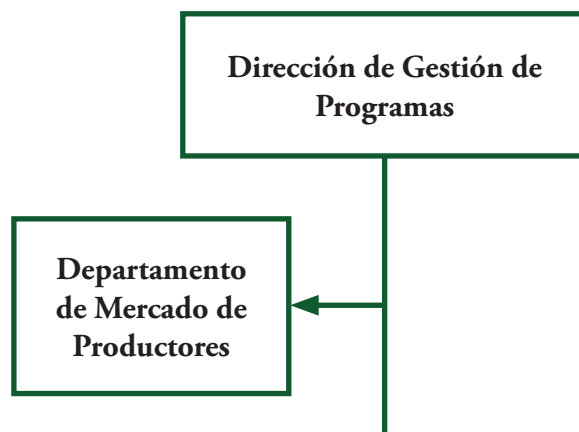 Dirección de Gestión de
Programas
Departamento
de Mercado de
Productores